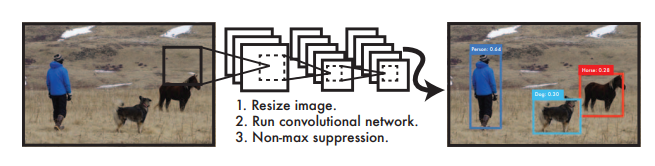 1. Resize image.
2. Run convolutional network.
3. Non-max suppression.
Person: 0.64
Horse: 0.28
Dog: 0.30